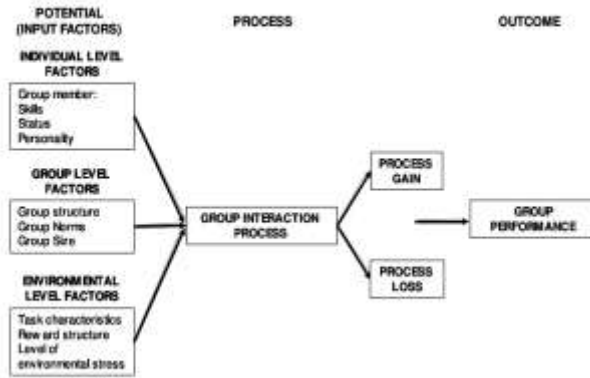 POTENTIAL
(INPUT FACTORS)
PROCESS
OUTCOME
INDIVIDUAL LEVEL
FACTORS
Group member:
Skills
Status
Personality
GROUP LEVEL
FACTORS
Group structure
Group Norms
Group Size
ENVIRONMENTAL
LEVEL FACTORS
Task characteristics
Reward structure
Level of
environmental stress
GROUP INTERACTION
PROCESS
PROCESS
GAIN
PROCESS
LOSS
GROUP
PERFORMANCE